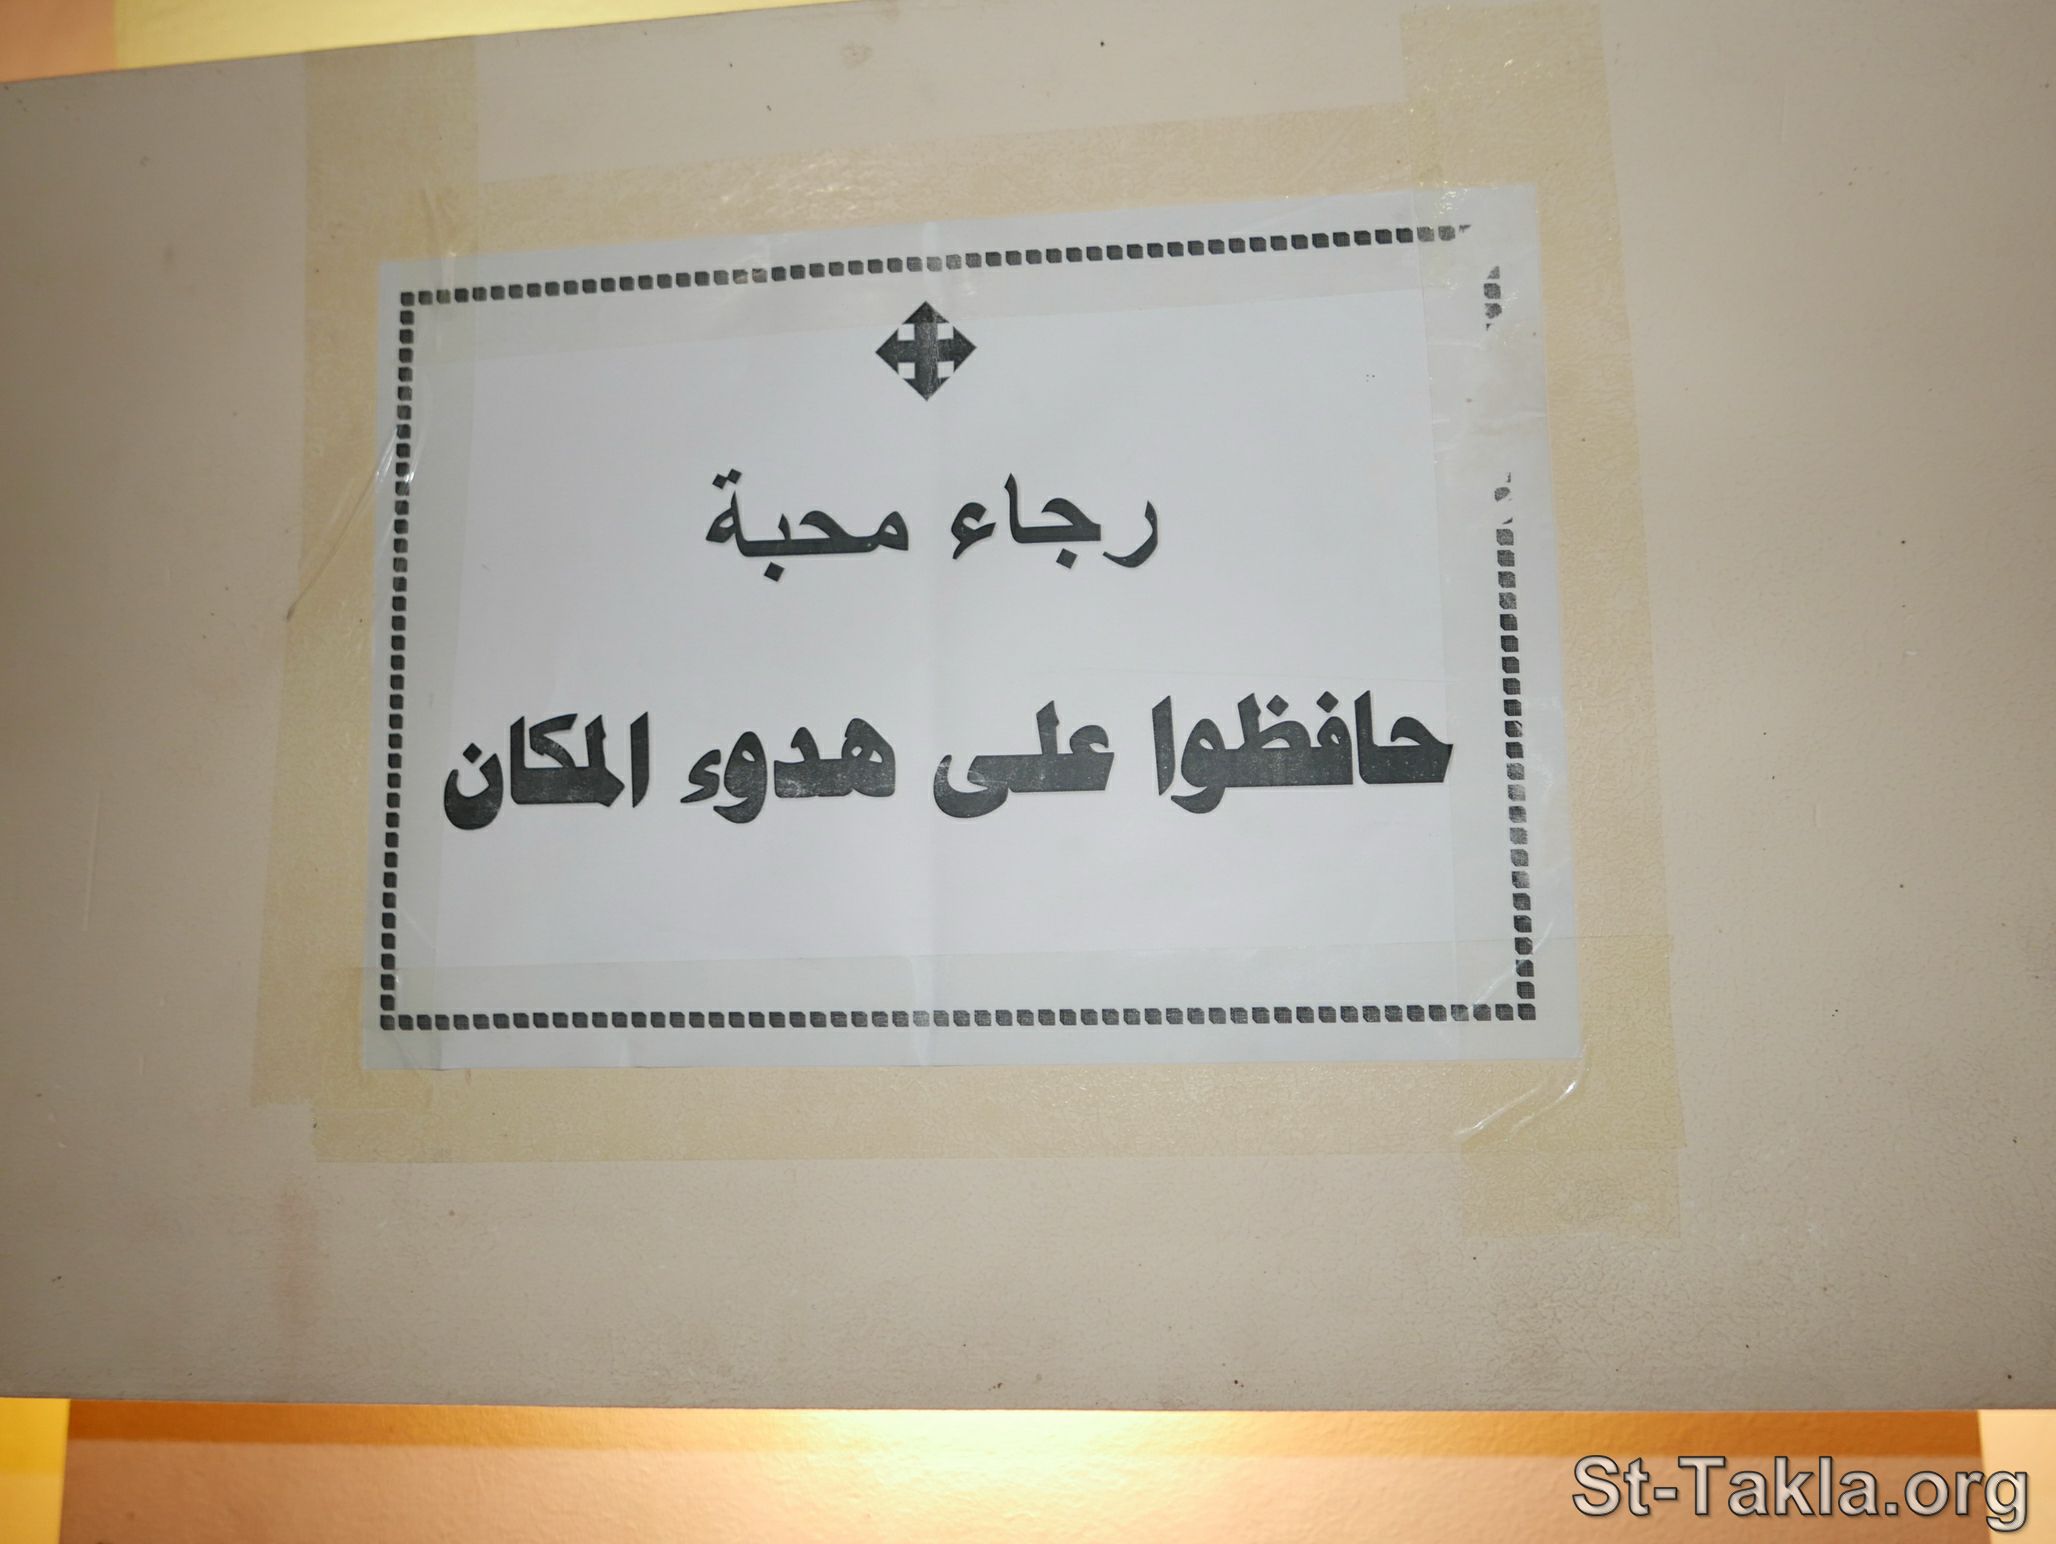 رجاء محبة
حافظوا على هدوء المكان
St-Takla.org